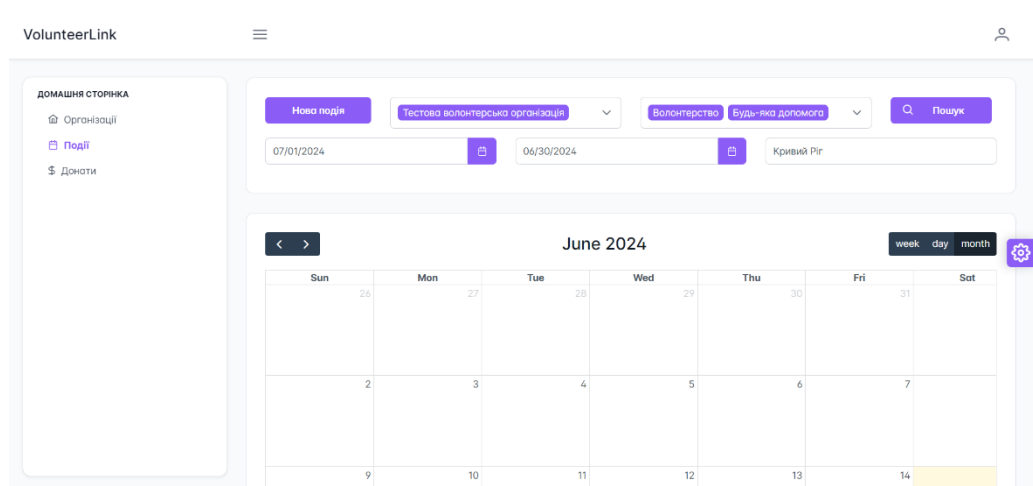 VolunteerLink
ДОМАШНЯ СТОРІНКА
Організації
Події
Донати
Нова подія
Тестова волонтерська організація
Волонтерство Будь-яка допомога
Пошук
07/01/2024
06/30/2024
Кривий Ріг
June 2024
week day month
Sun Mon Tue Wed Thu Fri Sat
26 27 28 29 30 31
2 3 4 5 6 7
9 10 11 12 13 14